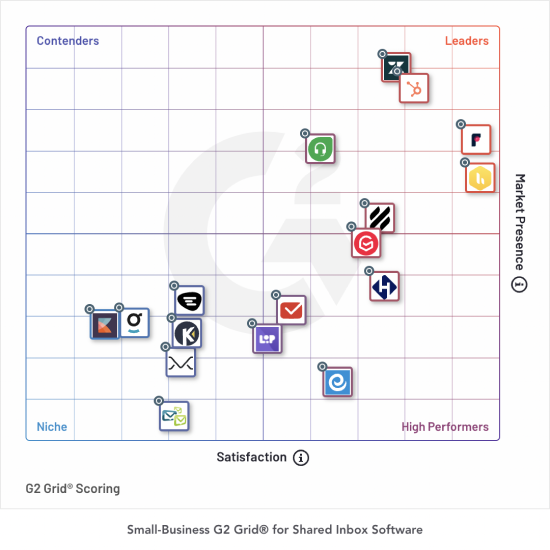 Contenders
Leaders
LOOP
Market Presence
Niche
High Performers
Satisfaction
G2 Grid® Scoring
Small-Business G2 Grid® for Shared Inbox Software